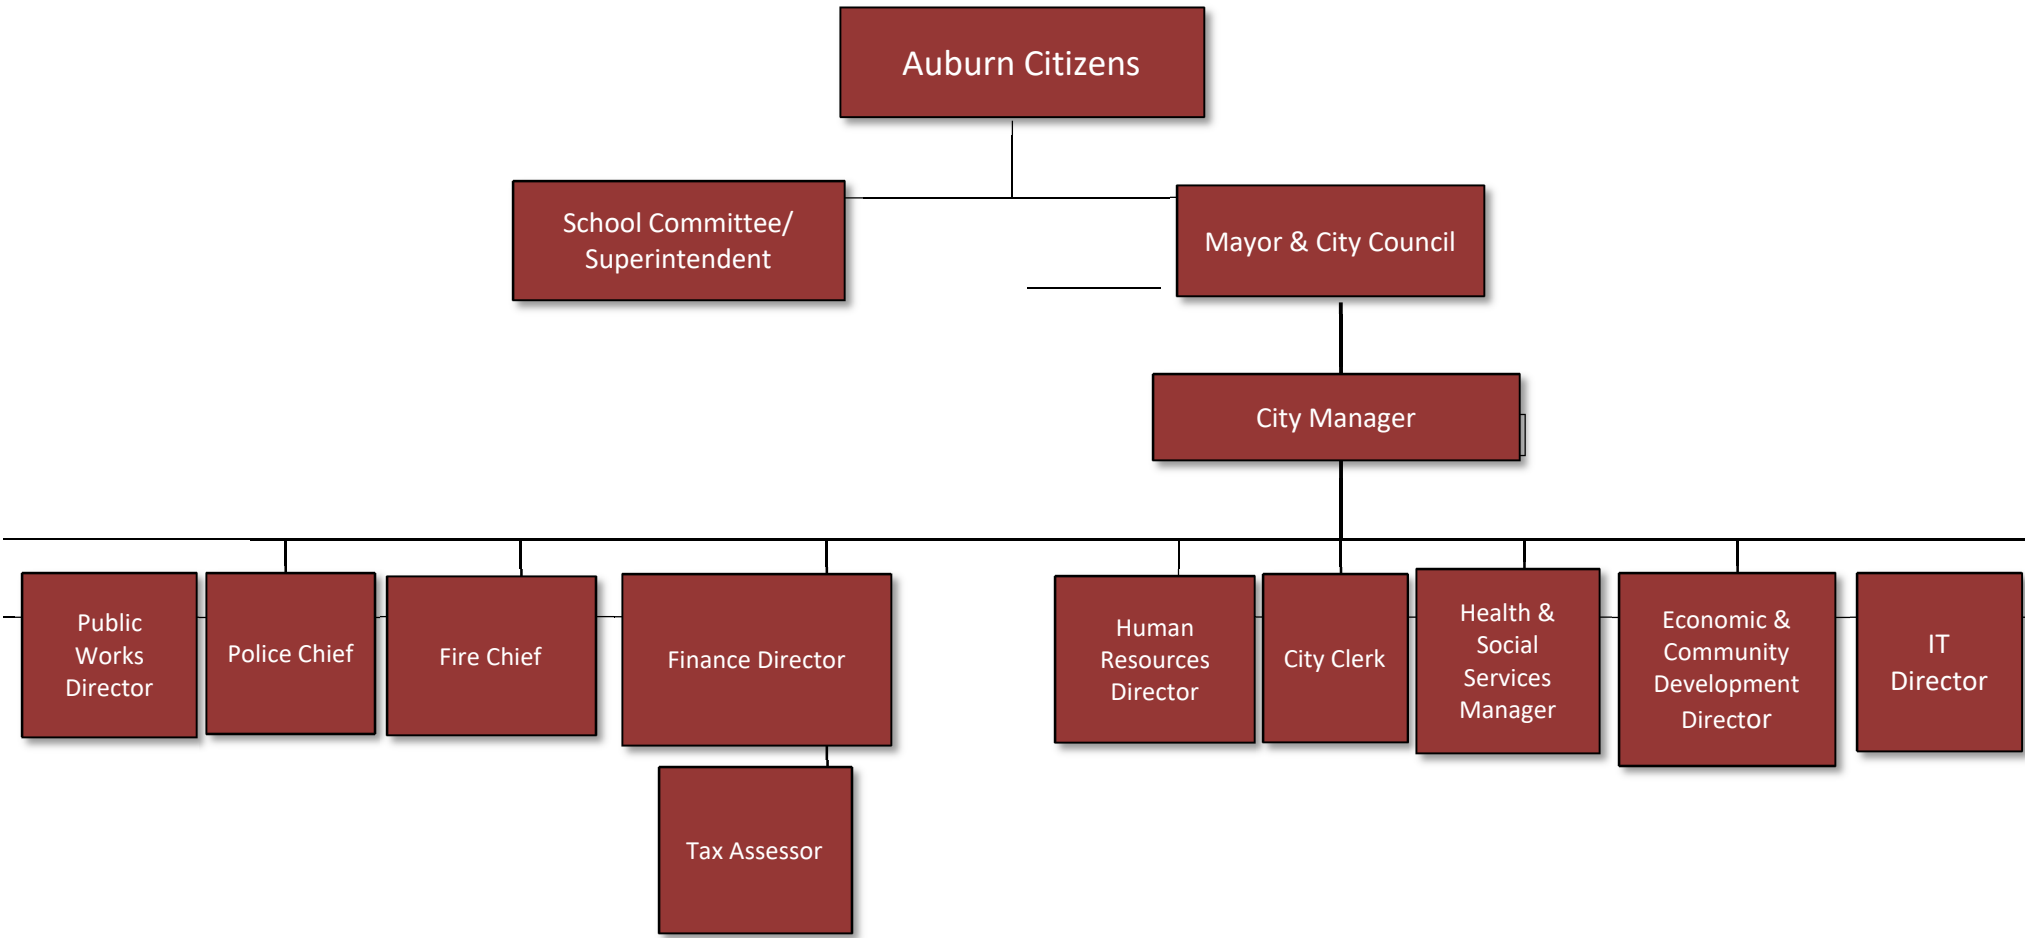 Auburn Citizens
School Committee/
Superintendent
Mayor & City Council
City Manager
Public
Works
Director
Police Chief
Fire Chief
Finance Director
Human
Resources
Director
City Clerk
Health &
Social
Services
Manager
Economic &
Community
Development
Director
IT
Director
Tax Assessor